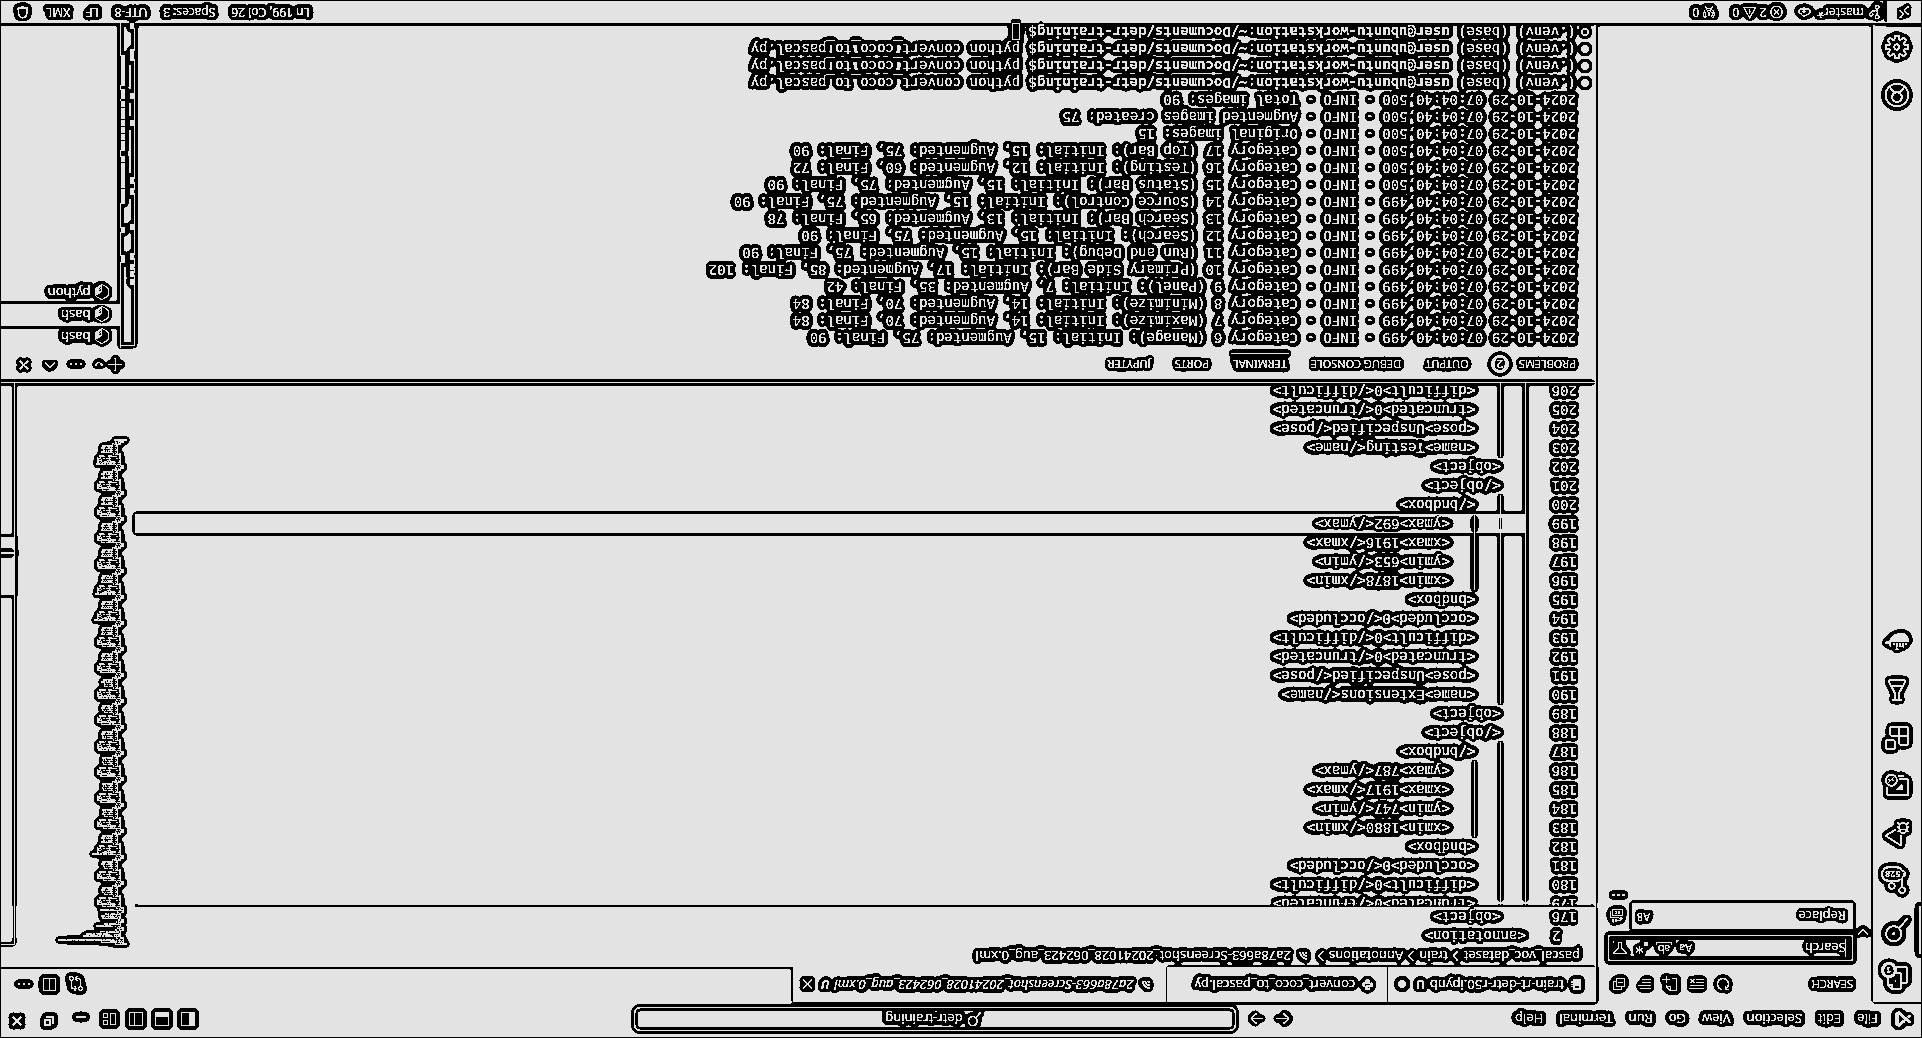 File Edit Selection View Go Run Terminal Help
detr-training
SEARCH
Search
Aa
ab
Replace
AB
train-rt-detr-r50.ipynb U
convert_coco_to_pascal.py
2a78a663-Screenshot_20241028_062423_aug_0.xml U
pascal_voc_dataset > train > Annotations > 2a78a663-Screenshot_20241028_062423_aug_0.xml
2 <annotation>
176 <object>
179 <truncated>0</truncated>
180 <difficult>0</difficult>
181 <occluded>0</occluded>
182 <bndbox>
183 <xmin>1880</xmin>
184 <ymin>747</ymin>
185 <xmax>1917</xmax>
186 <ymax>787</ymax>
187 </bndbox>
188 </object>
189 <object>
190 <name>Extensions</name>
191 <pose>Unspecified</pose>
192 <truncated>0</truncated>
193 <difficult>0</difficult>
194 <occluded>0</occluded>
195 <bndbox>
196 <xmin>1878</xmin>
197 <ymin>653</ymin>
198 <xmax>1916</xmax>
199 <ymax>692</ymax>
200 </bndbox>
201 </object>
202 <object>
203 <name>Testing</name>
204 <pose>Unspecified</pose>
205 <truncated>0</truncated>
206 <difficult>0</difficult>
PROBLEMS 2 OUTPUT DEBUG CONSOLE TERMINAL PORTS JUPYTER
2024-10-29 07:04:40,499 - INFO - Category 6 (Manage): Initial: 15, Augmented: 75, Final: 90
2024-10-29 07:04:40,499 - INFO - Category 7 (Maximize): Initial: 14, Augmented: 70, Final: 84
2024-10-29 07:04:40,499 - INFO - Category 8 (Minimize): Initial: 14, Augmented: 70, Final: 84
2024-10-29 07:04:40,499 - INFO - Category 9 (Panel): Initial: 7, Augmented: 35, Final: 42
2024-10-29 07:04:40,499 - INFO - Category 10 (Primary Side Bar): Initial: 17, Augmented: 85, Final: 102
2024-10-29 07:04:40,499 - INFO - Category 11 (Run and Debug): Initial: 15, Augmented: 75, Final: 90
2024-10-29 07:04:40,499 - INFO - Category 12 (Search): Initial: 15, Augmented: 75, Final: 90
2024-10-29 07:04:40,499 - INFO - Category 13 (Search Bar): Initial: 13, Augmented: 65, Final: 78
2024-10-29 07:04:40,499 - INFO - Category 14 (Source Control): Initial: 15, Augmented: 75, Final: 90
2024-10-29 07:04:40,500 - INFO - Category 15 (Status Bar): Initial: 15, Augmented: 75, Final: 90
2024-10-29 07:04:40,500 - INFO - Category 16 (Testing): Initial: 12, Augmented: 60, Final: 72
2024-10-29 07:04:40,500 - INFO - Category 17 (Top Bar): Initial: 15, Augmented: 75, Final: 90
2024-10-29 07:04:40,500 - INFO - Original images: 15
2024-10-29 07:04:40,500 - INFO - Augmented images created: 75
2024-10-29 07:04:40,500 - INFO - Total images: 90
(.venv) (base) user@ubuntu-workstation:~/Documents/detr-training$ python convert_coco_to_pascal.py
(.venv) (base) user@ubuntu-workstation:~/Documents/detr-training$ python convert_coco_to_pascal.py
(.venv) (base) user@ubuntu-workstation:~/Documents/detr-training$ python convert_coco_to_pascal.py
(.venv) (base) user@ubuntu-workstation:~/Documents/detr-training$
bash
bash
python
master* 2 0 0
Ln 199, Col 26 Spaces: 3 UTF-8 LF XML